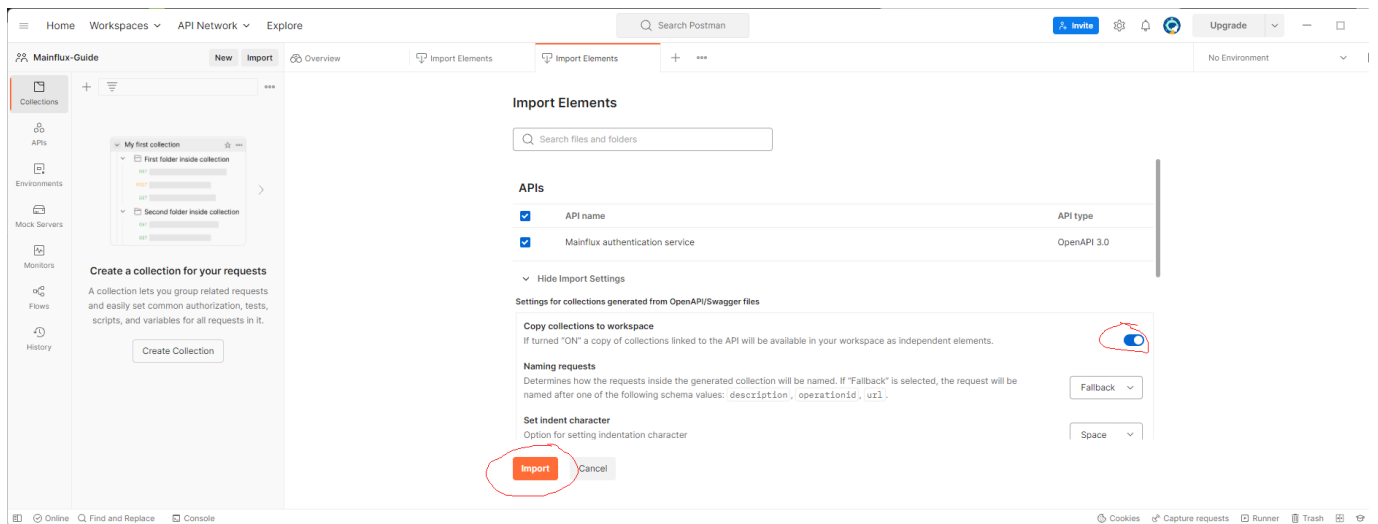 Home Workspaces API Network Explore Search Postman Invite Upgrade
Mainflux-Guide New Import Overview Import Elements Import Elements No Environment
Collections
APIs
Environments
Mock Servers
Monitors
Flows
History
My first collection
First folder inside collection
GET
POST
GET
Second folder inside collection
GET
GET
Create a collection for your requests
A collection lets you group related requests
and easily set common authorization, tests,
scripts, and variables for all requests in it.
Create Collection
Import Elements
Search files and folders
APIs
API name API type
Mainflux authentication service OpenAPI 3.0
Hide Import Settings
Settings for collections generated from OpenAPI/Swagger files
Copy collections to workspace
If turned "ON" a copy of collections linked to the API will be available in your workspace as independent elements.
Naming requests
Determines how the requests inside the generated collection will be named. If "Fallback" is selected, the request will be
named after one of the following schema values: description, operationid, url.
Fallback
Set indent character
Option for setting indentation character
Space
Import Cancel
Online Find and Replace Console Cookies Capture requests Runner Trash